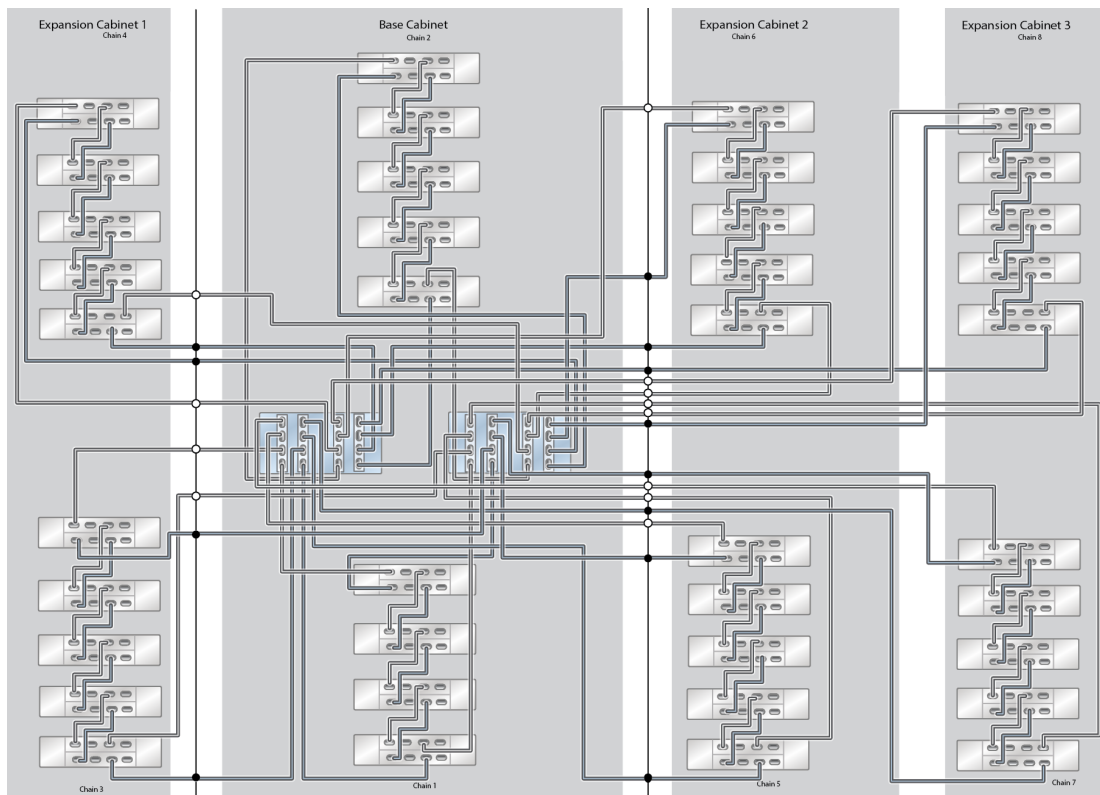 Expansion Cabinet 1
Chain 4
Base Cabinet
Chain 2
Expansion Cabinet 2
Chain 6
Expansion Cabinet 3
Chain 8
Chain 3
Chain 1
Chain 5
Chain 7